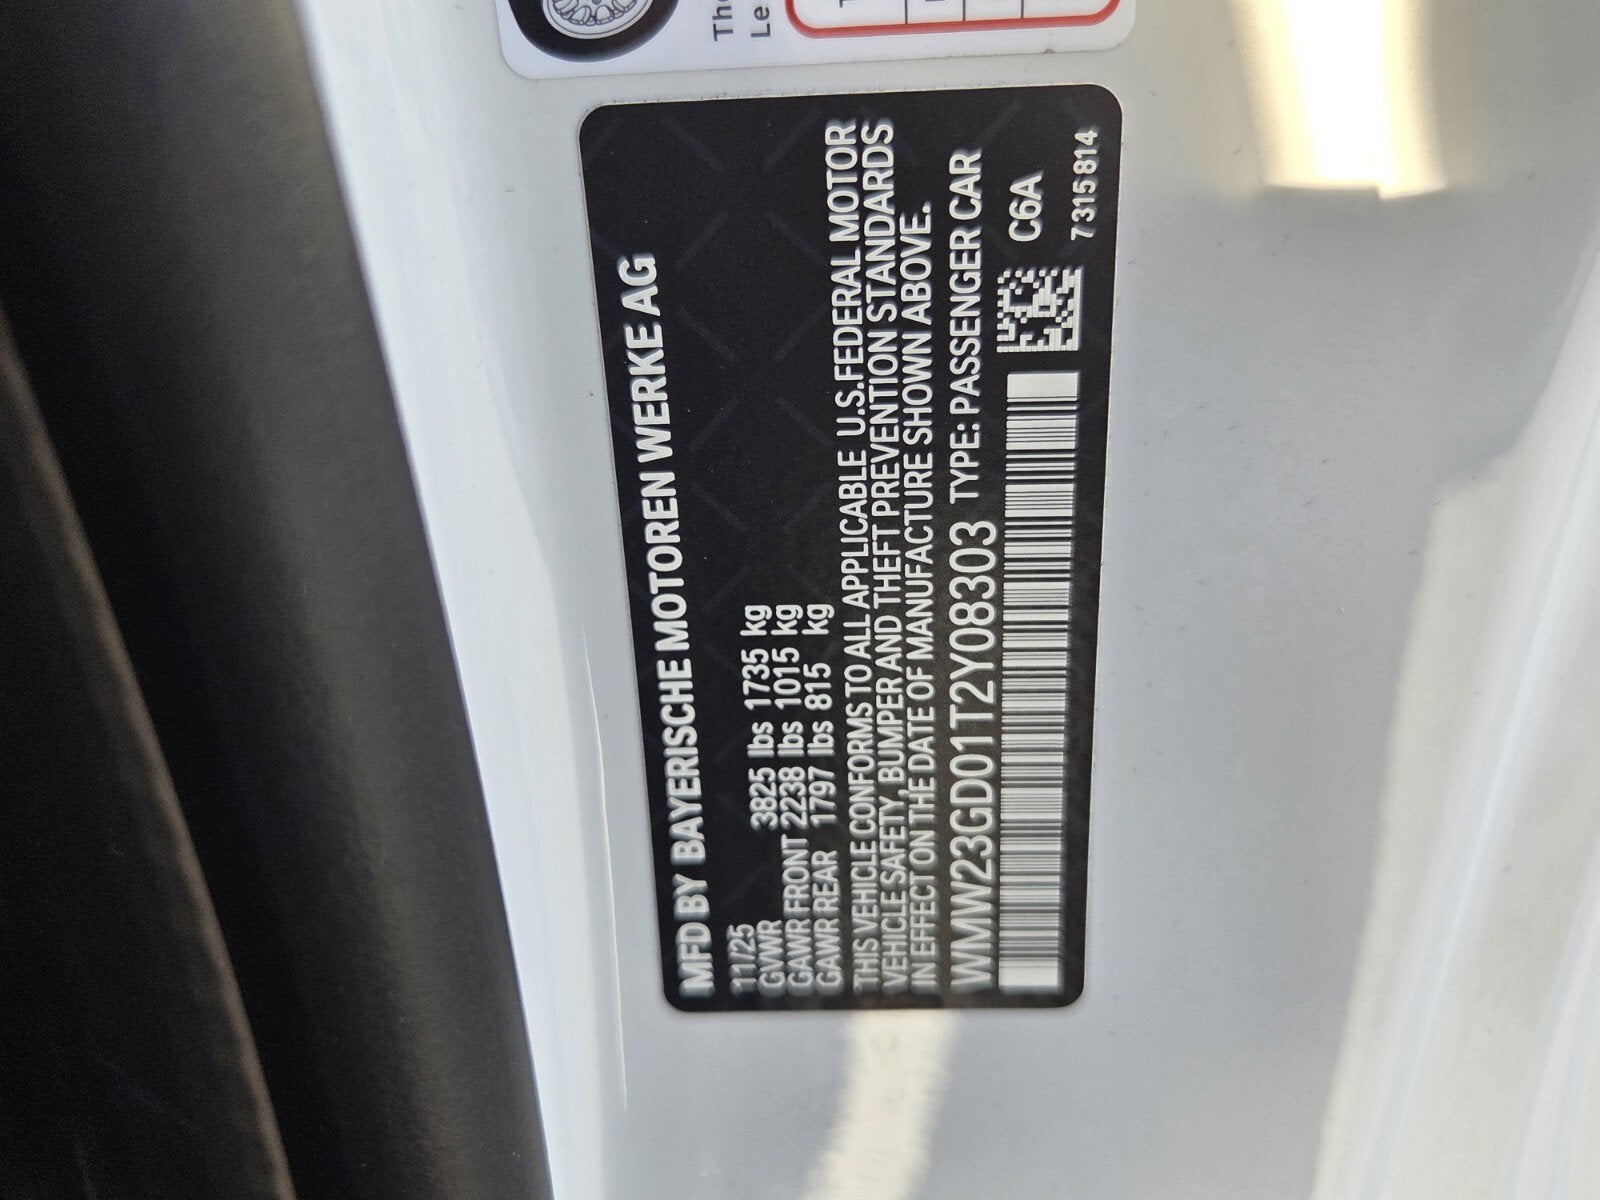 MFD BY BAYERISCHE MOTOREN WERKE AG
11/25
GVWR 3825 lbs 1735 kg
GAWR FRONT 2238 lbs 1015 kg
GAWR REAR 1797 lbs 815 kg
THIS VEHICLE CONFORMS TO ALL APPLICABLE U.S.FEDERAL MOTOR
VEHICLE SAFETY, BUMPER AND THEFT PREVENTION STANDARDS
IN EFFECT ON THE DATE OF MANUFACTURE SHOWN ABOVE.
WMW23GD01T2Y08303 TYPE: PASSENGER CAR
C6A
7315814
Le